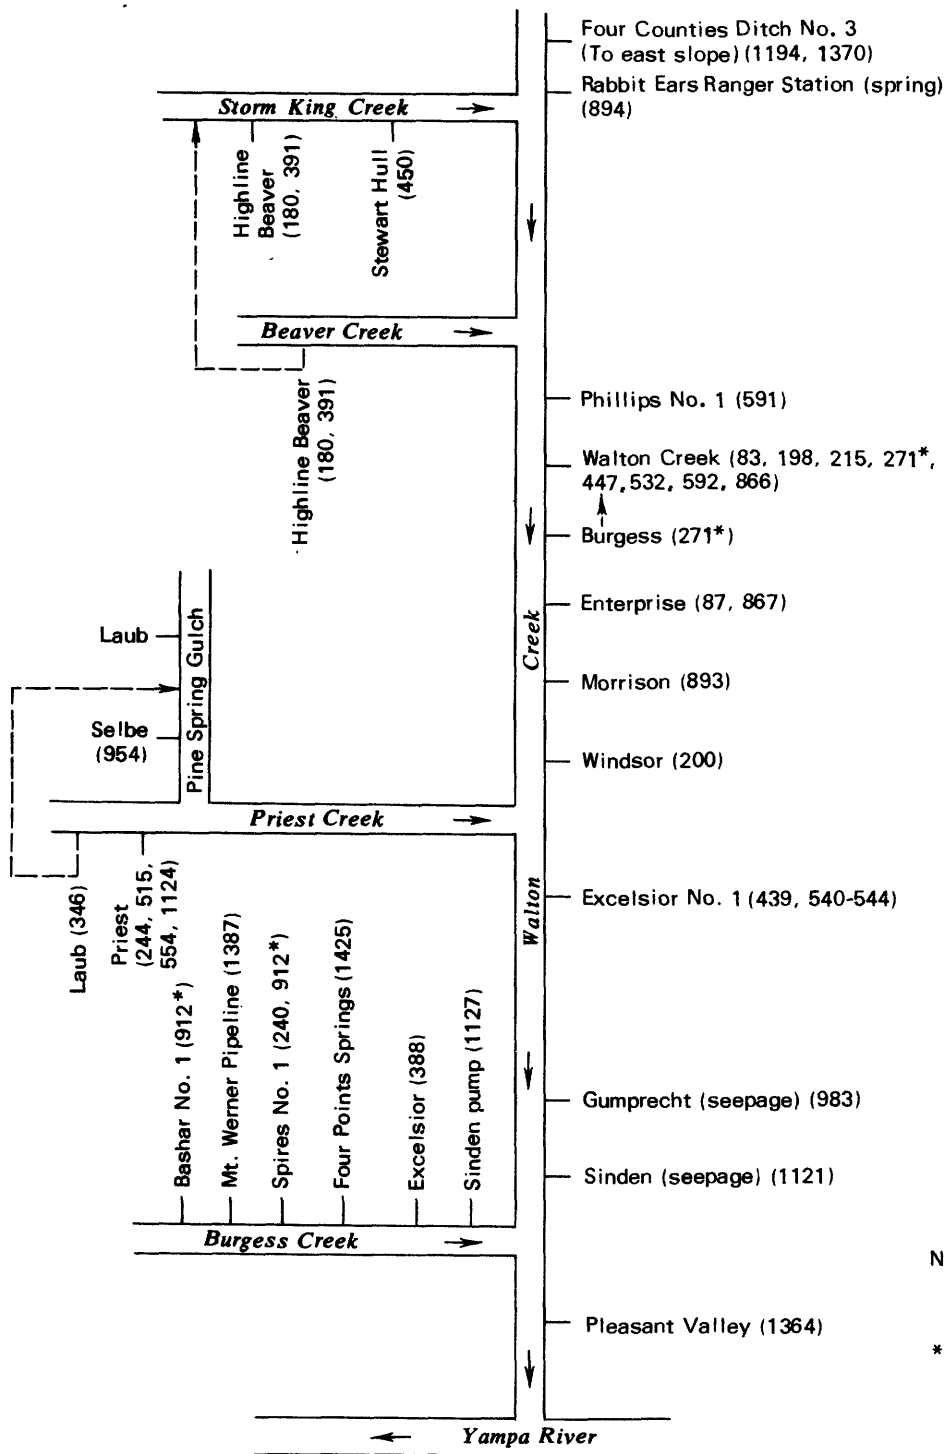 Four Counties Ditch No. 3
(To east slope) (1194, 1370)
Rabbit Ears Ranger Station (spring)
(894)
Storm King Creek
Highline
Beaver
(180, 391)
Stewart Hull
(450)
Beaver Creek
Highline Beaver
(180, 391)
Phillips No. 1 (591)
Walton Creek (83, 198, 215, 271*,
447, 532, 592, 866)
Burgess (271*)
Enterprise (87, 867)
Creek
Morrison (893)
Windsor (200)
Laub
Pine Spring Gulch
Selbe
(954)
Priest Creek
Laub (346)
Priest
(244, 515,
554, 1124)
Walton
Excelsior No. 1 (439, 540-544)
Bashar No. 1 (912*)
Mt. Werner Pipeline (1387)
Spires No. 1 (240, 912*)
Four Points Springs (1425)
Excelsior (388)
Sinden pump (1127)
Gumprecht (seepage) (983)
Sinden (seepage) (1121)
Burgess Creek
N
Pleasant Valley (1364)
*
Yampa River